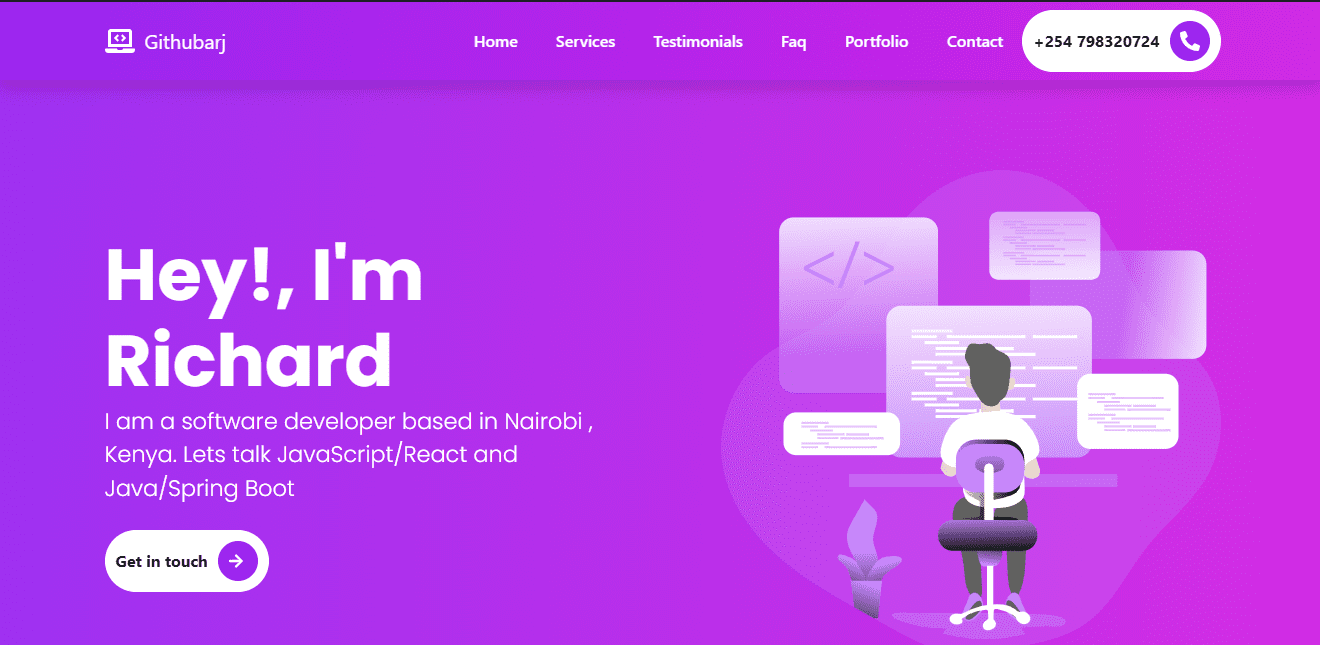 Githubarj
Home Services Testimonials Faq Portfolio Contact +254 798320724
Hey!, I'm
Richard
I am a software developer based in Nairobi ,
Kenya. Lets talk JavaScript/React and
Java/Spring Boot
Get in touch
</>